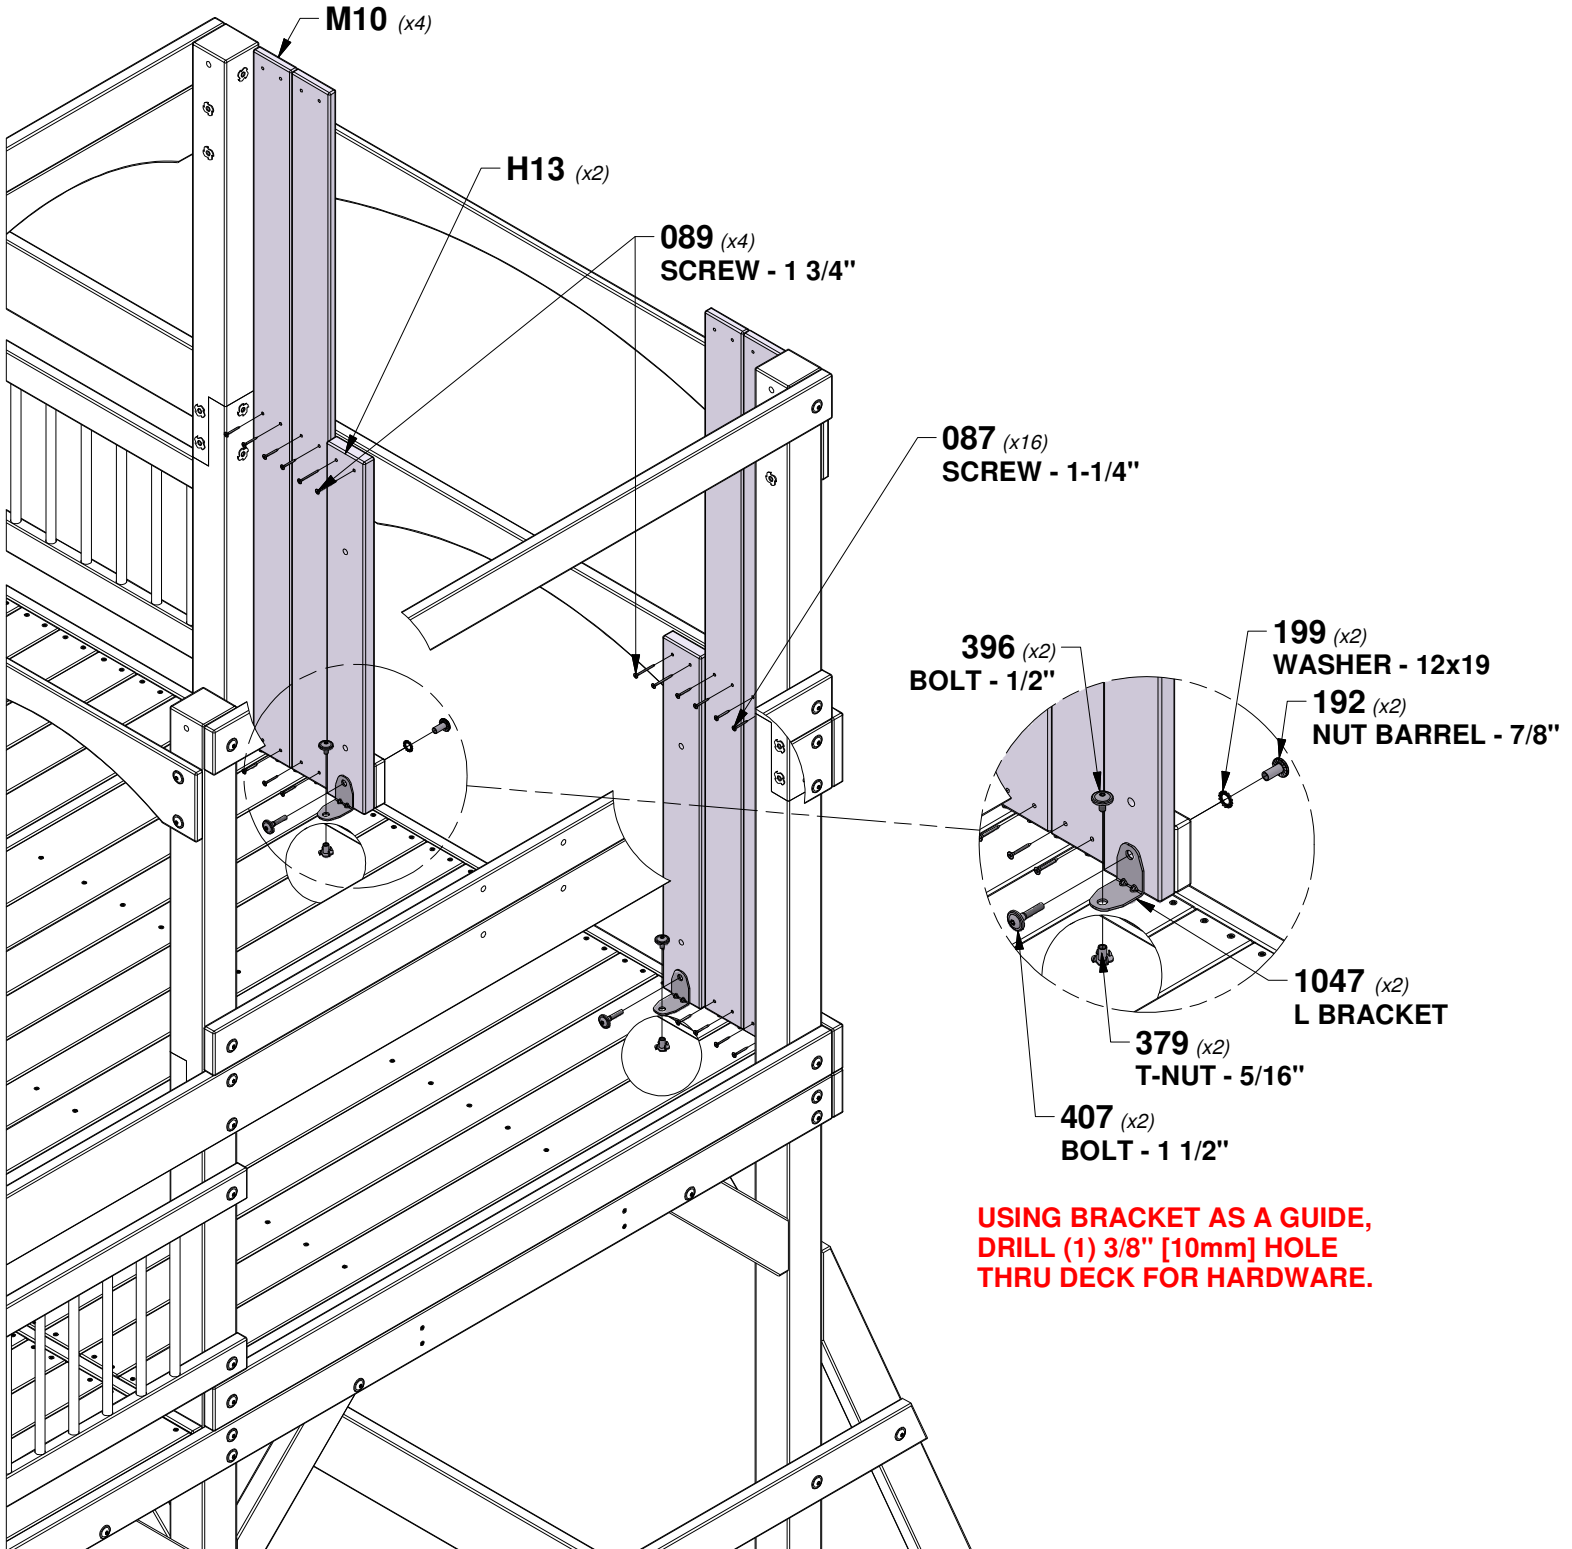 M10 (x4)
H13 (x2)
089 (x4)
SCREW - 1 3/4"
087 (x16)
SCREW - 1-1/4"
396 (x2)
BOLT - 1/2"
199 (x2)
WASHER - 12x19
192 (x2)
NUT BARREL - 7/8"
1047 (x2)
L BRACKET
379 (x2)
T-NUT - 5/16"
407 (x2)
BOLT - 1 1/2"
USING BRACKET AS A GUIDE,
DRILL (1) 3/8" [10mm] HOLE
THRU DECK FOR HARDWARE.